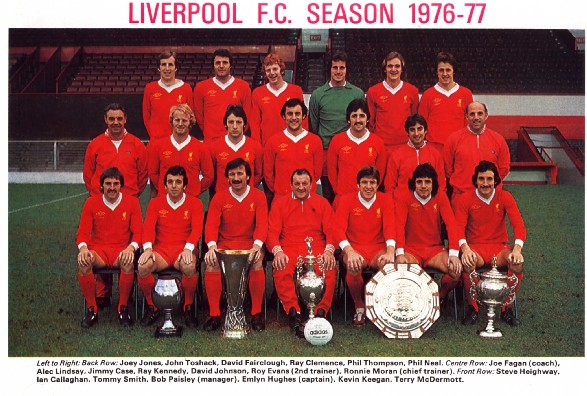 LIVERPOOL F.C. SEASON 1976-77
adidas
Left to Right: Back Row: Joey Jones, John Toshack, David Fairclough, Ray Clemence, Phil Thompson, Phil Neal. Centre Row: Joe Fagan (coach),
Alec Lindsay, Jimmy Case, Ray Kennedy, David Johnson, Roy Evans (2nd trainer), Ronnie Moran (chief trainer). Front Row: Steve Heighway,
Ian Callaghan, Tommy Smith, Bob Paisley (manager), Emlyn Hughes (captain), Kevin Keegan, Terry McDermott.